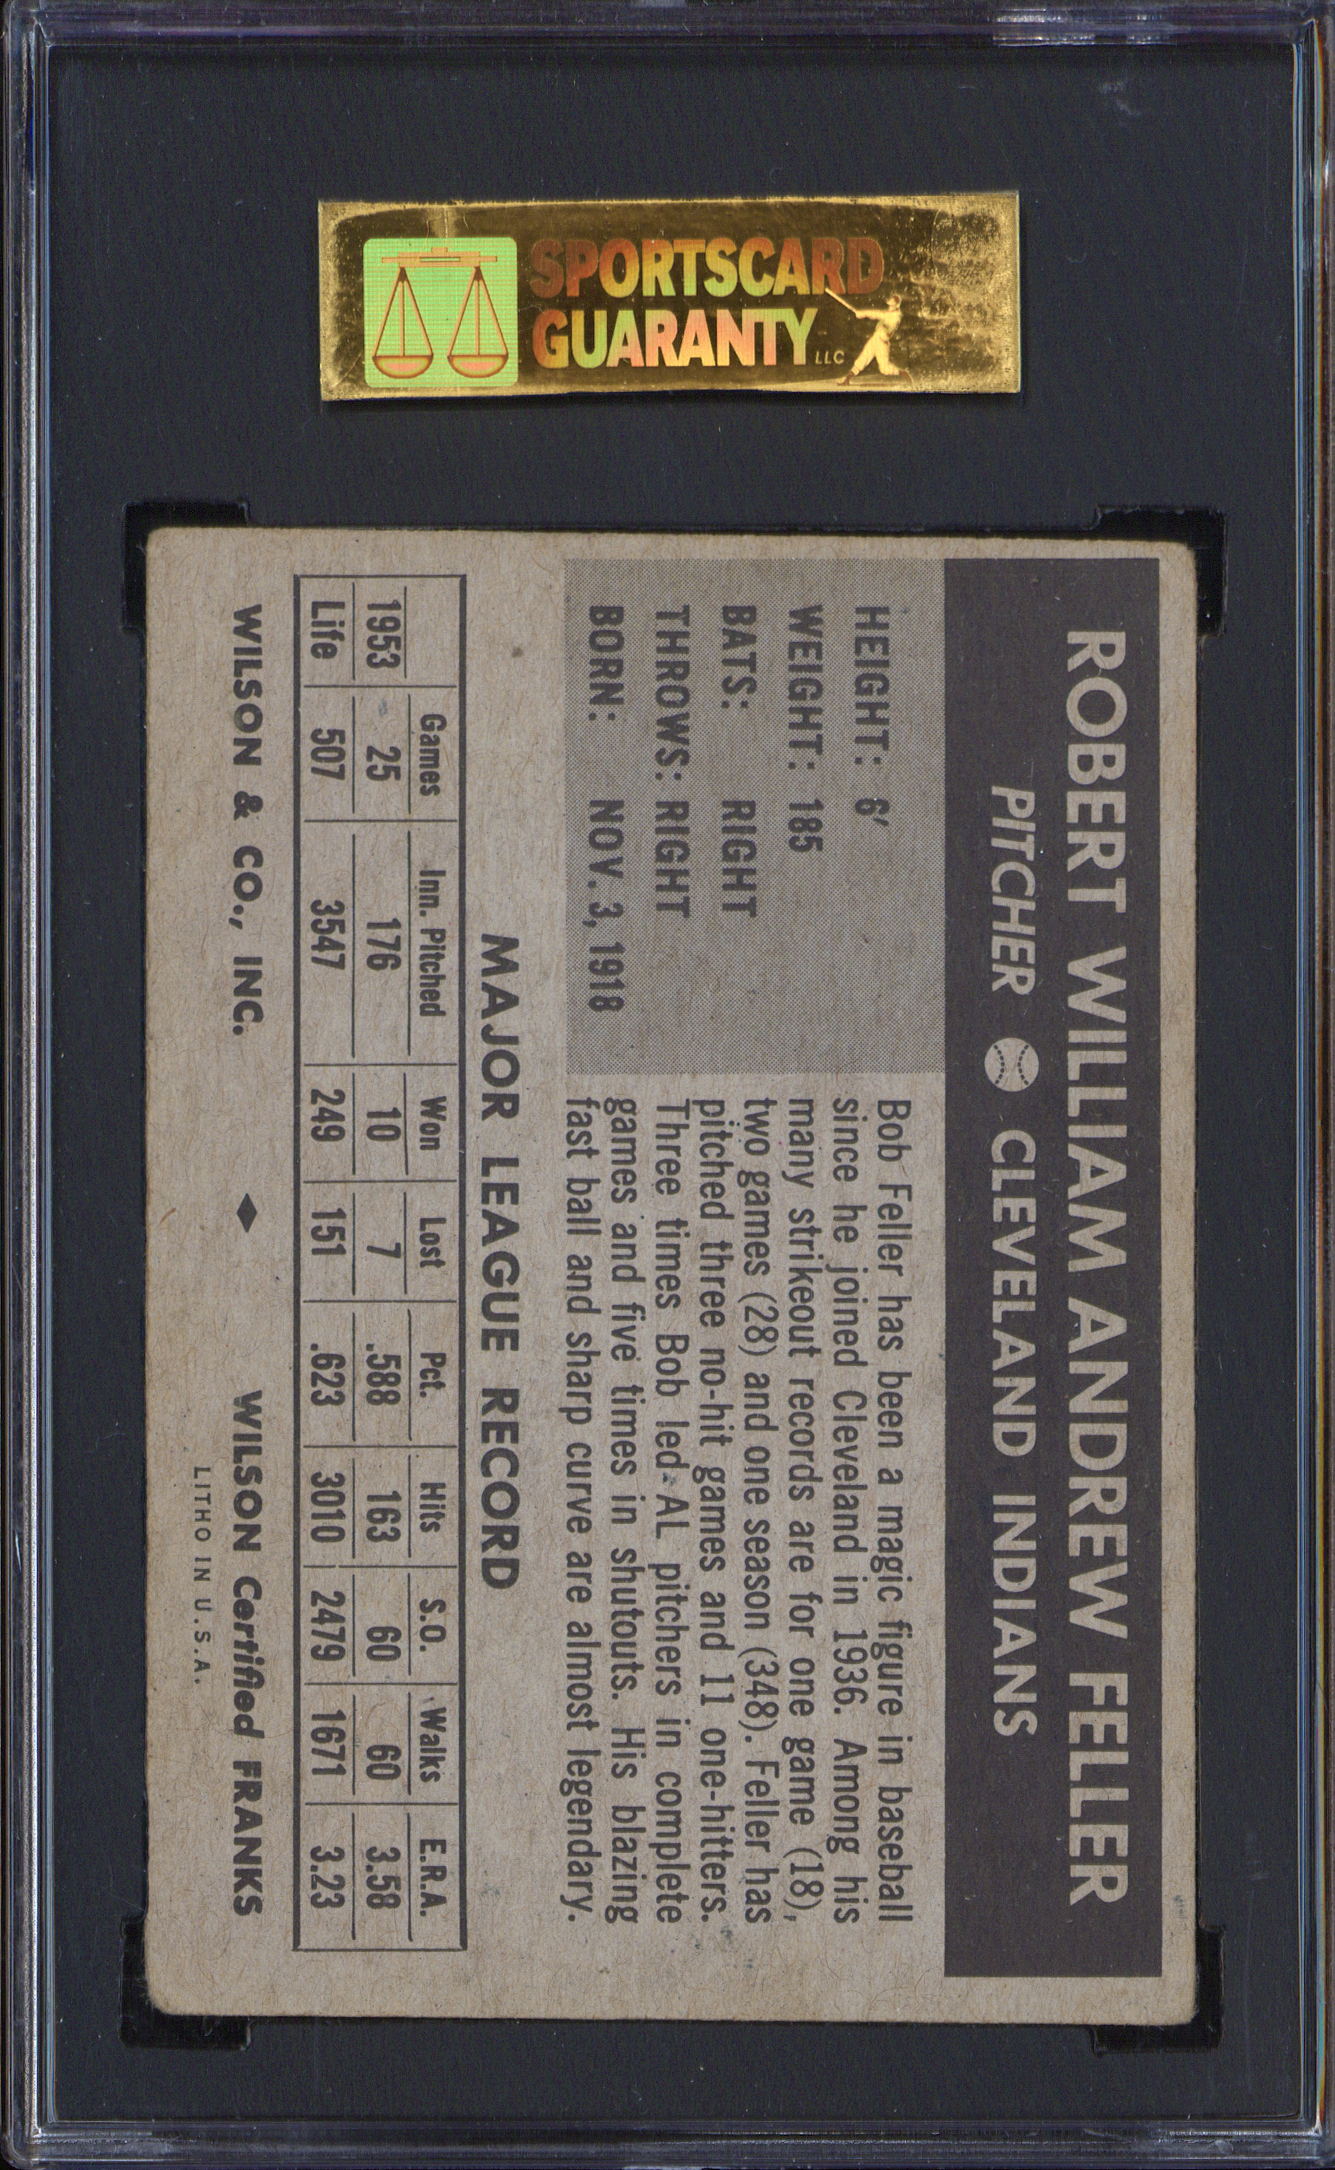 SPORTSCARD
GUARANTY LLC
ROBERT WILLIAM ANDREW FELLER
PITCHER CLEVELAND INDIANS
HEIGHT: 6'
WEIGHT: 185
BATS: RIGHT
THROWS: RIGHT
BORN: NOV. 3, 1918
Bob Feller has been a magic figure in baseball
since he joined Cleveland in 1936. Among his
many strikeout records are for one game (18),
two games (28) and one season (348). Feller has
pitched three no-hit games and 11 one-hitters.
Three times Bob led AL pitchers in complete
games and five times in shutouts. His blazing
fast ball and sharp curve are almost legendary.
MAJOR LEAGUE RECORD
Games Inn. Pitched Won Lost Pct. Hits S.O. Walks E.R.A.
1953 25 176 10 7 .588 163 60 60 3.58
Life 507 3547 249 151 .623 3010 2479 1671 3.23
WILSON & CO., INC. ♦ WILSON Certified FRANKS
LITHO IN U.S.A.